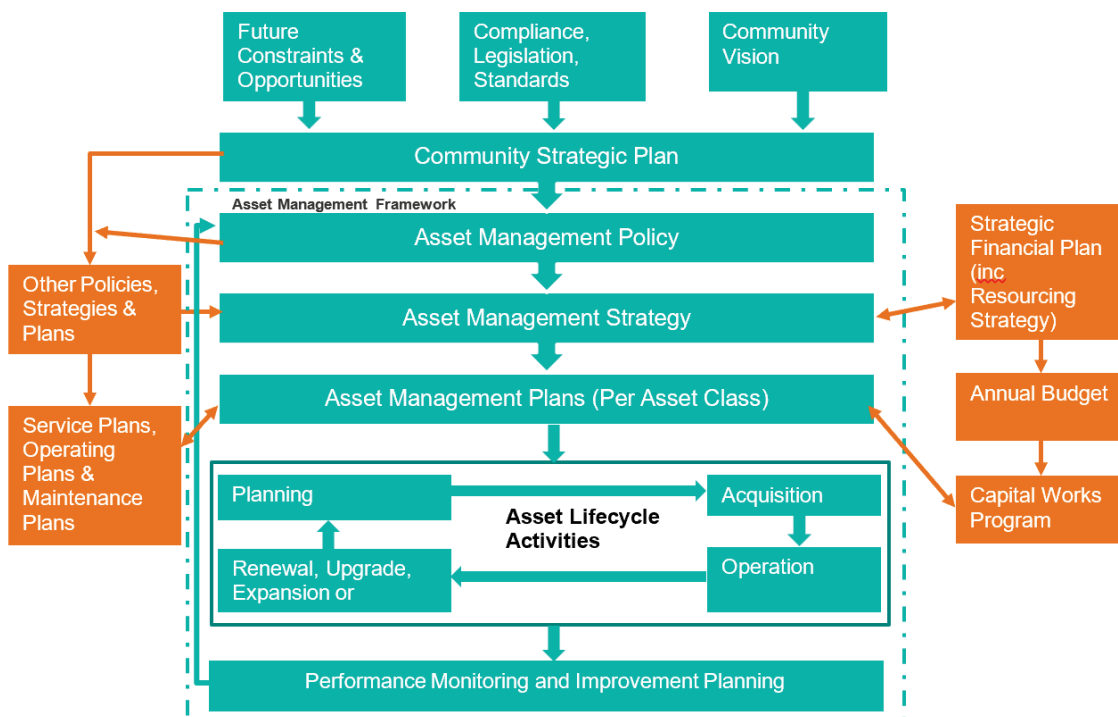 Future
Constraints &
Opportunities
Compliance,
Legislation,
Standards
Community
Vision
Community Strategic Plan
Asset Management Framework
Asset Management Policy
Strategic
Financial Plan
(inc
Resourcing
Strategy)
Other Policies,
Strategies &
Plans
Asset Management Strategy
Asset Management Plans (Per Asset Class)
Annual Budget
Service Plans,
Operating
Plans &
Maintenance
Plans
Planning
Acquisition
Asset Lifecycle
Activities
Capital Works
Program
Renewal, Upgrade,
Expansion or
Operation
Performance Monitoring and Improvement Planning